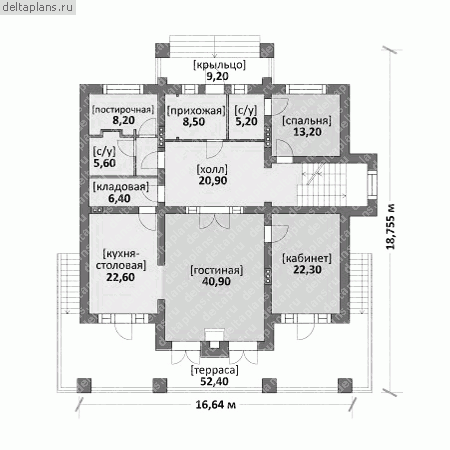 deltaplans.ru
[крыльцо]
9,20
[постирочная]
8,20
[прихожая]
8,50
[с/у]
5,20
[спальня]
13,20
[с/у]
5,60
[холл]
20,90
[кладовая]
6,40
[кухня-
столовая]
22,60
[гостиная]
40,90
[кабинет]
22,30
18,755 м
[терраса]
52,40
16,64 м